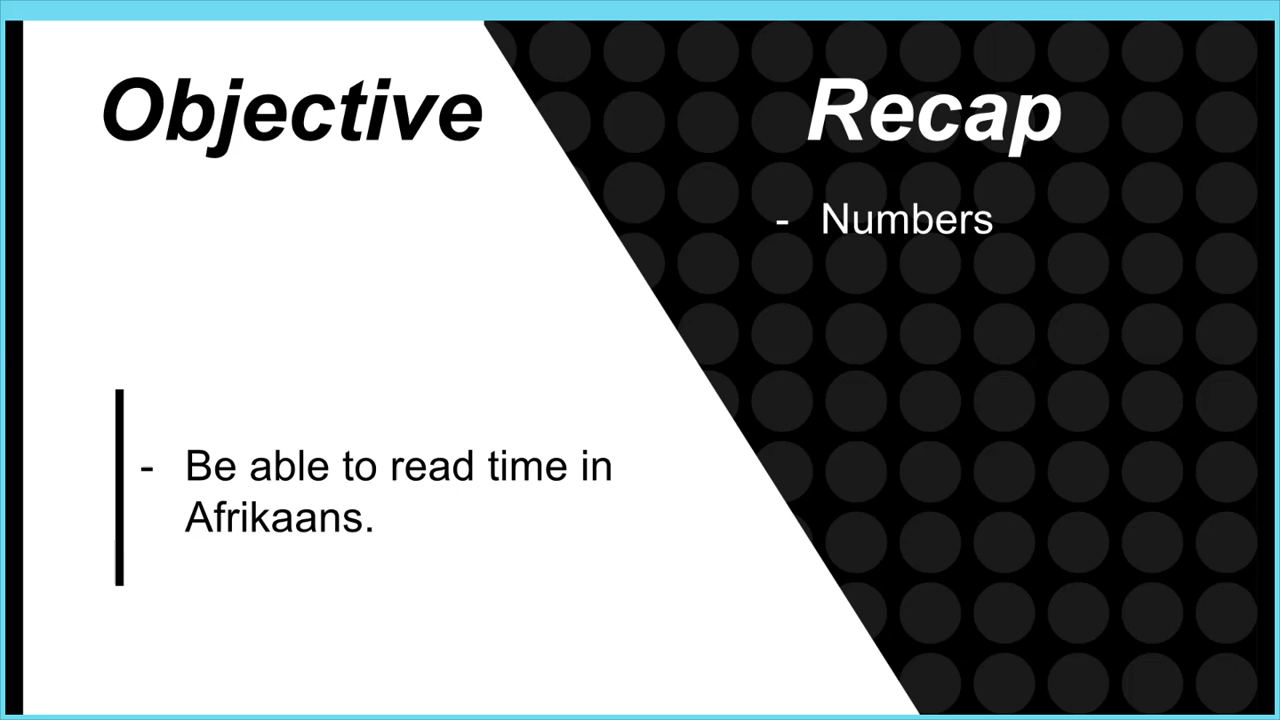 Objective
- Be able to read time in
Afrikaans.
Recap
- Numbers